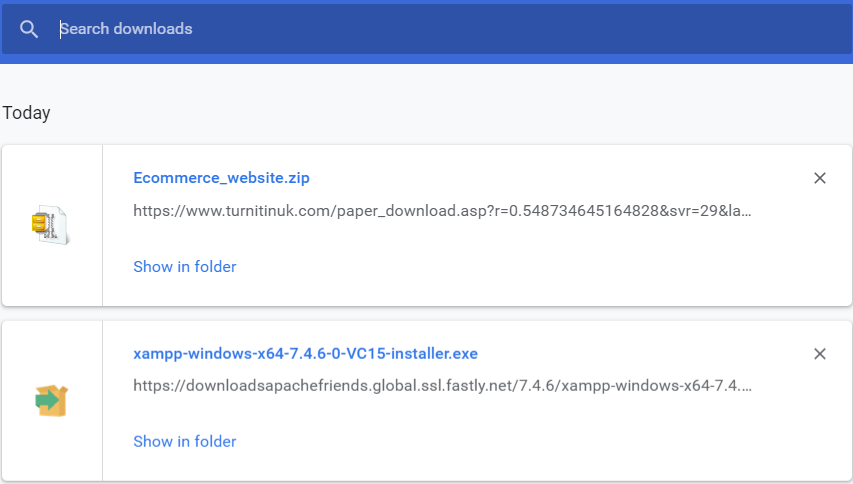 Search downloads
Today
Ecommerce_website.zip
https://www.turnitinuk.com/paper_download.asp?r=0.548734645164828&svr=29&la...
Show in folder
xampp-windows-x64-7.4.6-0-VC15-installer.exe
https://downloadsapachefriends.global.ssl.fastly.net/7.4.6/xampp-windows-x64-7.4....
Show in folder